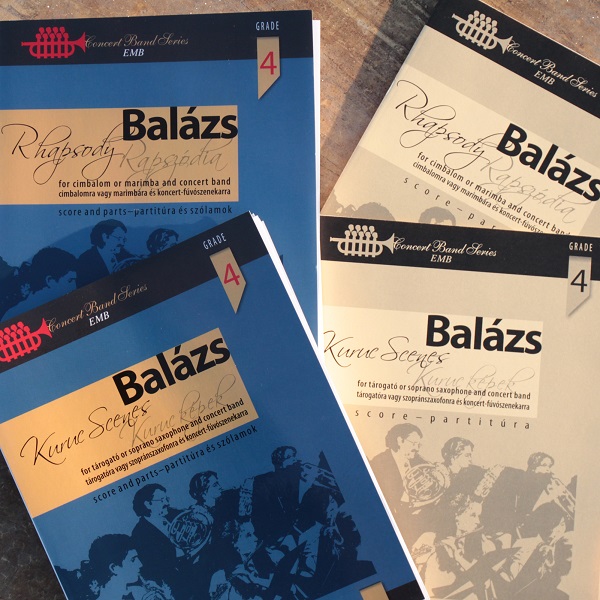 Concert Band Series
EMB
GRADE
4
Balázs
Rhapsody
Rapszódia
for cimbalom or marimba and concert band
cimbalomra vagy marimbára és koncert-fúvószenekarra
score and parts–partitúra és szólamok
Concert Band Series
EMB
Balázs
Rhapsody
Rapszódia
for cimbalom or marimba and concert band
cimbalomra vagy marimbára és koncert-fúvószenekarra
score–partit
Concert Band Series
EMB
GRADE
4
Balázs
Kuruc Scenes
Kuruc képek
for tárogató or soprano saxophone and concert band
tárogatóra vagy szopránszaxofonra és koncert-fúvószenekarra
score and parts–partitúra és szólamok
Concert Band Series
EMB
GRADE
4
Balázs
Kuruc Scenes
Kuruc képek
for tárogató or soprano saxophone and concert band
tárogatóra vagy szopránszaxofonra és koncert-fúvószenekarra
score–partitúra